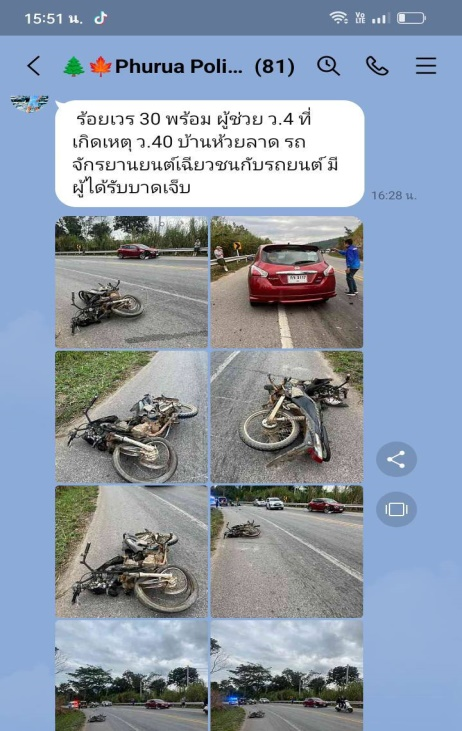 15:51 น.
Vo
LTE
Phurua Poli... (81)
ร้อยเวร 30 พร้อม ผู้ช่วย ว.4 ที่
เกิดเหตุ ว.40 บ้านห้วยลาด รถ
จักรยานยนต์เฉี่ยวชนกับรถยนต์ มี
ผู้ได้รับบาดเจ็บ
16:28 น.